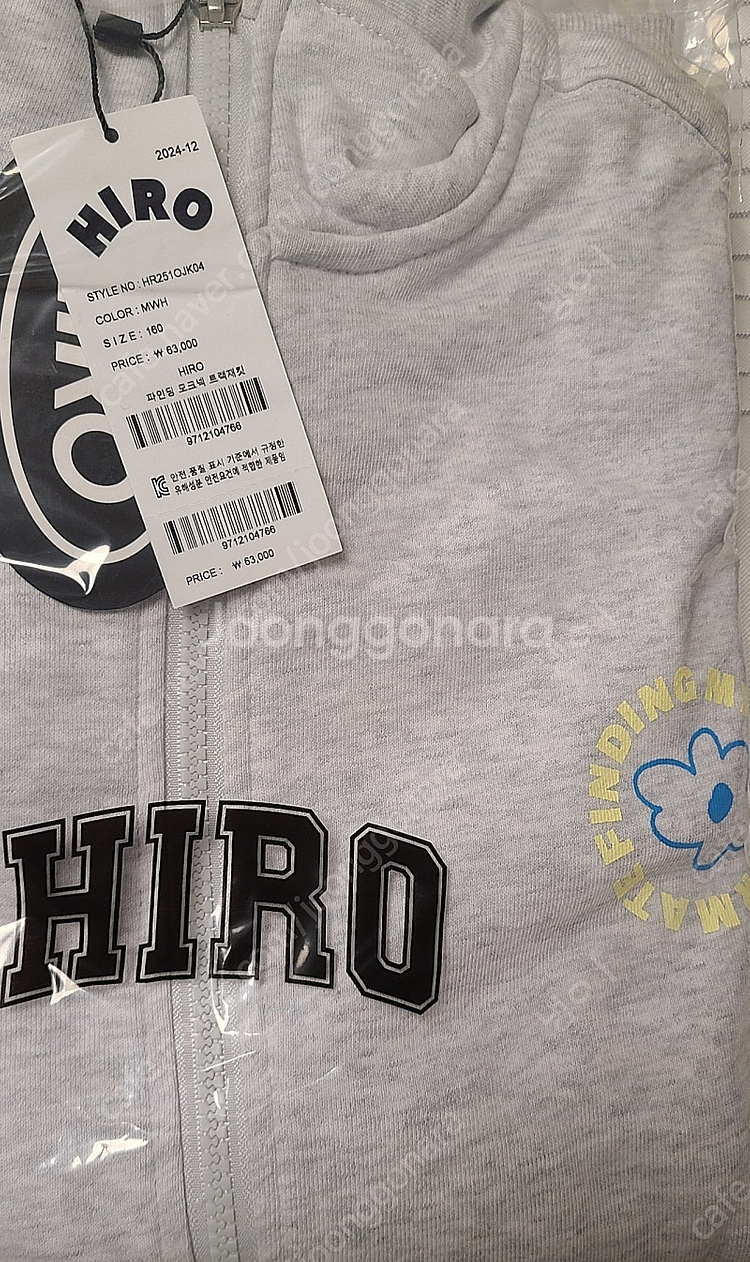 2024-12
HIRO
STYLE NO : HR251OJK04
COLOR : MWH
SIZE : 160
PRICE : ₩ 63,000
HIRO
파인딩 모크넥 트랙재킷
9712104766
안전.품질 표시 기준에서 규정한
유해성분 안전요건에 적합한 제품임
9712104766
PRICE : ₩ 63,000
Joonggonara
FINDING M
AMATE
HIRO